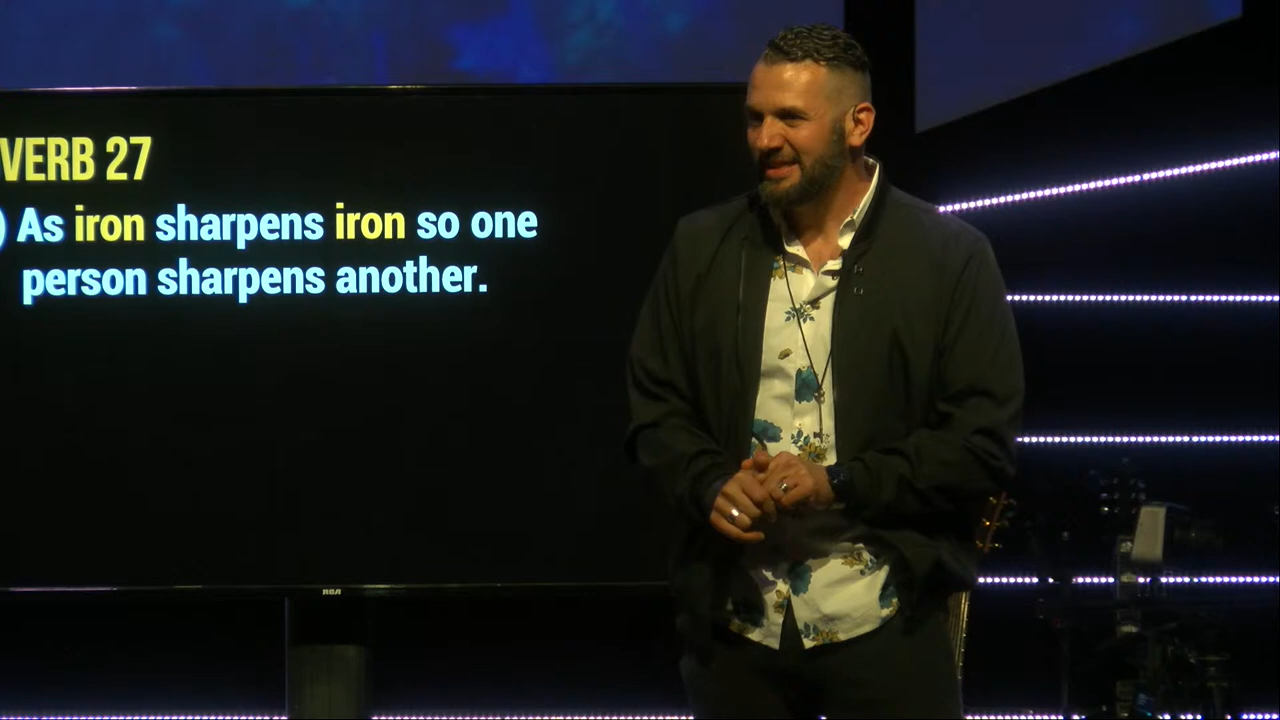 VERB 27
) As iron sharpens iron so one
person sharpens another.
RCA